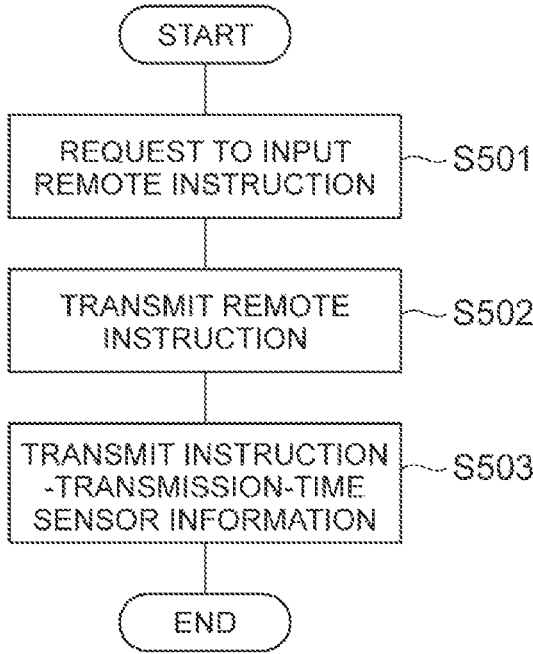 START
REQUEST TO INPUT
REMOTE INSTRUCTION
S501
TRANSMIT REMOTE
INSTRUCTION
S502
TRANSMIT INSTRUCTION
-TRANSMISSION-TIME
SENSOR INFORMATION
S503
END